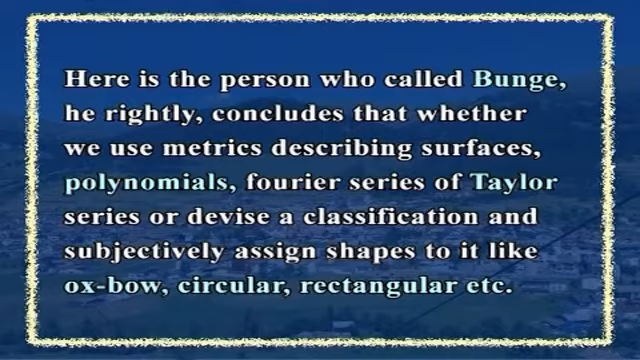 Here is the person who called Bunge,
he rightly, concludes that whether
we use metrics describing surfaces,
polynomials, fourier series of Taylor
series or devise a classification and
subjectively assign shapes to it like
ox-bow, circular, rectangular etc.